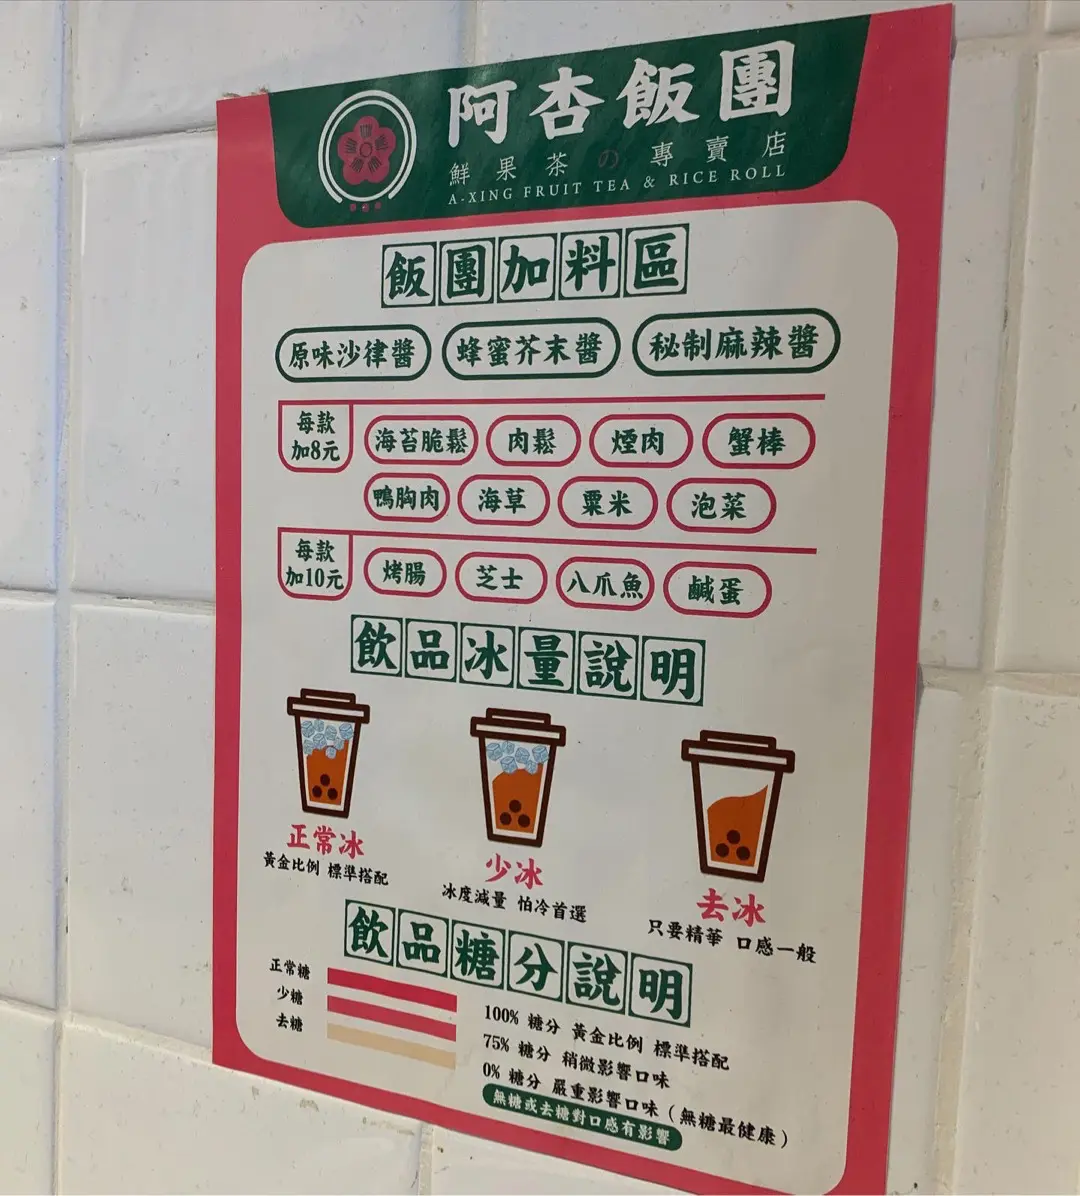 阿杏飯團
鮮果茶の專賣店
A-XING FRUIT TEA & RICE ROLL
飯團加料區
原味沙律醬 蜂蜜芥末醬 秘制麻辣醬
每款
加8元
海苔脆鬆 肉鬆 煙肉 蟹棒
鴨胸肉 海草 粟米 泡菜
每款
加10元
烤腸 芝士 八爪魚 鹹蛋
飲品冰量說明
正常冰
黃金比例 標準搭配
少冰
冰度減量 怕冷首選
去冰
只要精華 口感一般
飲品糖分說明
正常糖
少糖
去糖
100% 糖分 黃金比例 標準搭配
75% 糖分 稍微影響口味
0% 糖分 嚴重影響口味（無糖最健康）
無糖或去糖對口感有影響